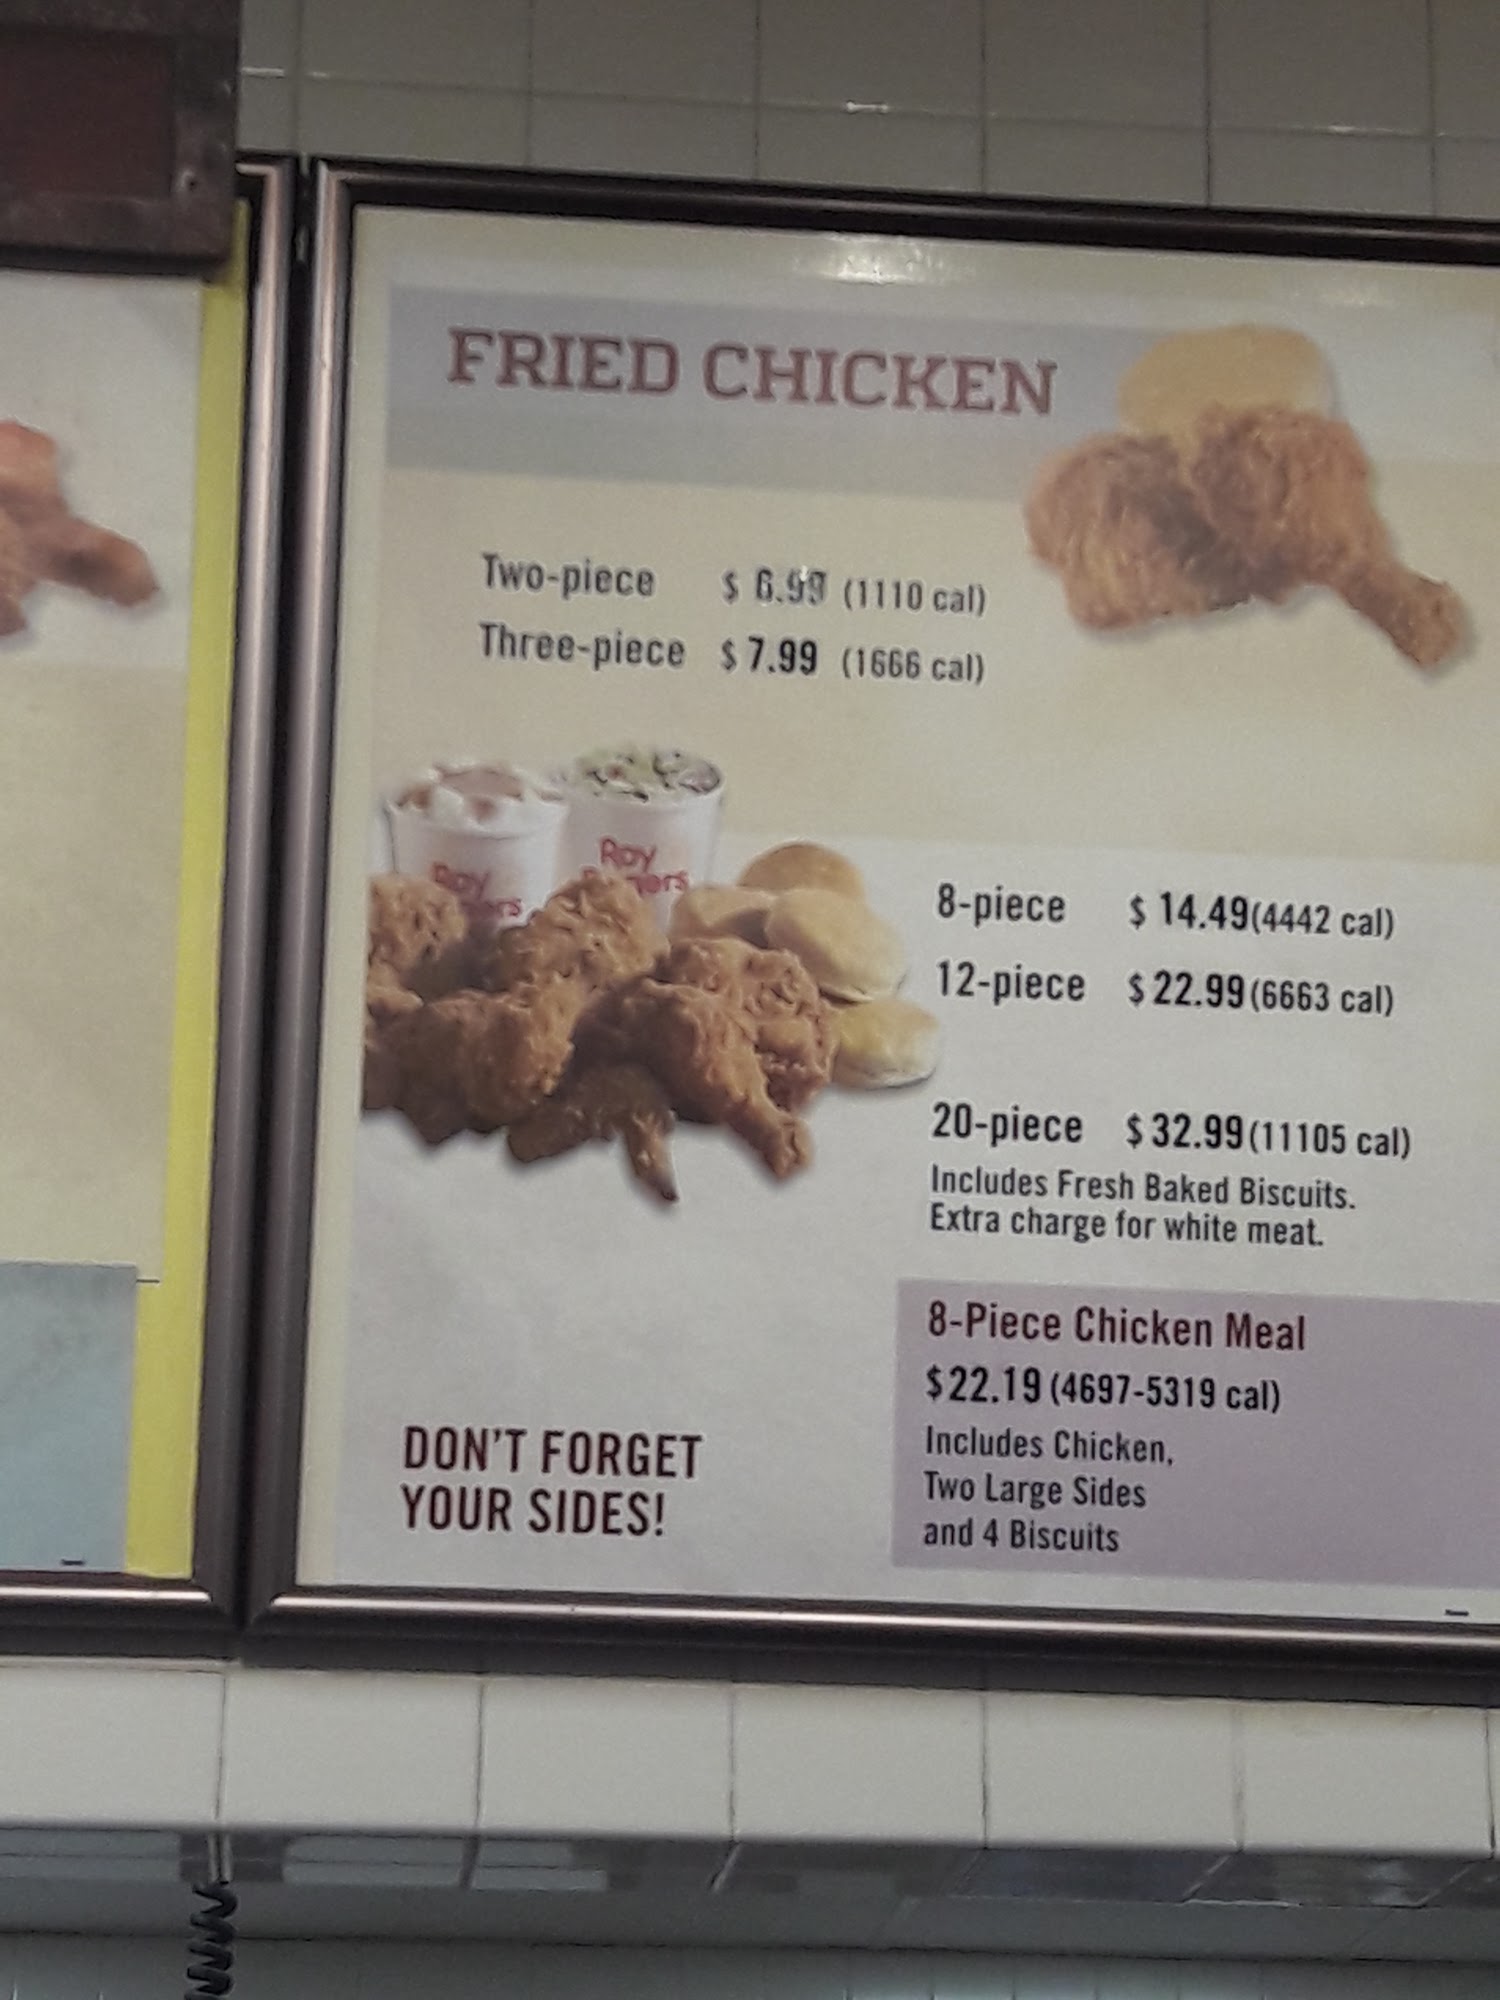 FRIED CHICKEN
Two-piece $ 6.99 (1110 cal)
Three-piece $ 7.99 (1666 cal)
Roy
Roy
8-piece $ 14.49 (4442 cal)
12-piece $ 22.99 (6663 cal)
20-piece $ 32.99 (11105 cal)
Includes Fresh Baked Biscuits.
Extra charge for white meat.
8-Piece Chicken Meal
$22.19 (4697-5319 cal)
Includes Chicken,
Two Large Sides
and 4 Biscuits
DON'T FORGET
YOUR SIDES!